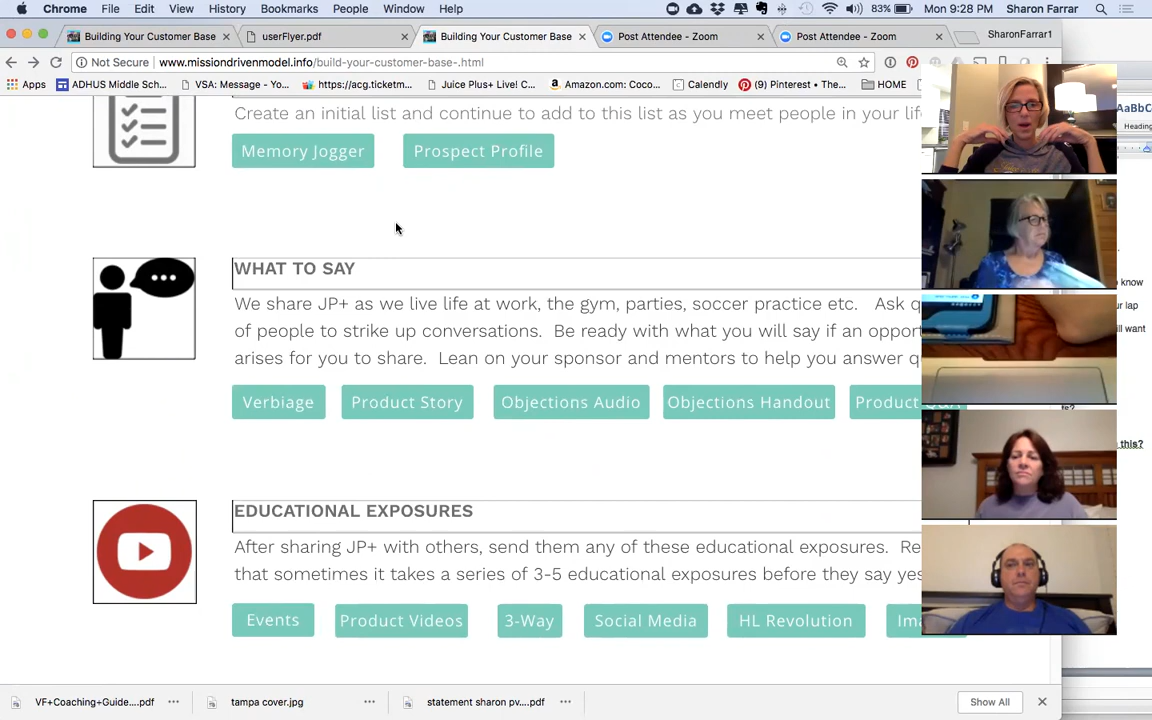 Chrome File Edit View History Bookmarks People Window Help 83% Mon 9:28 PM Sharon Farrar
Building Your Customer Base userFlyer.pdf Building Your Customer Base Post Attendee - Zoom Post Attendee - Zoom SharonFarrar1
Not Secure www.missiondrivenmodel.info/build-your-customer-base-.html
Apps ADHUS Middle Sch... VSA: Message - Yo... https://acg.ticketm... Juice Plus+ Live! C... Amazon.com: Coco... Calendly (9) Pinterest • The... HOME
AaBbC
Heading
Create an initial list and continue to add to this list as you meet people in your
Memory Jogger Prospect Profile
WHAT TO SAY
know
We share JP+ as we live life at work, the gym, parties, soccer practice etc. Ask
ur lap
of people to strike up conversations. Be ready with what you will say if an
ill want
arises for you to share. Lean on your sponsor and mentors to help you answer
Verbiage Product Story Objections Audio Objections Handout Product
this?
EDUCATIONAL EXPOSURES
After sharing JP+ with others, send them any of these educational exposures.
that sometimes it takes a series of 3-5 educational exposures before they say yes
Events Product Videos 3-Way Social Media HL Revolution
VF+Coaching+Guide....pdf tampa cover.jpg statement sharon pv....pdf Show All